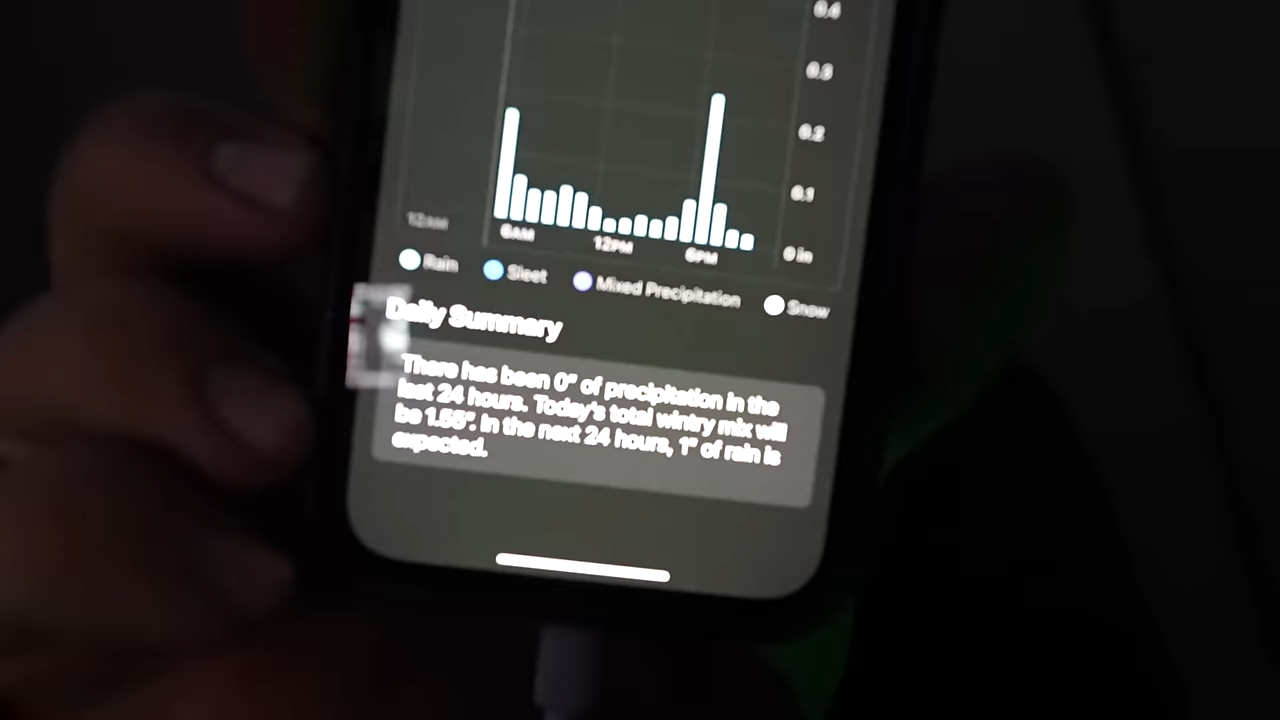 0.4
0.3
0.2
0.1
0 in
12AM
6AM
12PM
6PM
Rain
Sleet
Mixed Precipitation
Snow
Daily Summary
There has been 0" of precipitation in the
last 24 hours. Today's total wintry mix will
be 1.55". In the next 24 hours, 1" of rain is
expected.